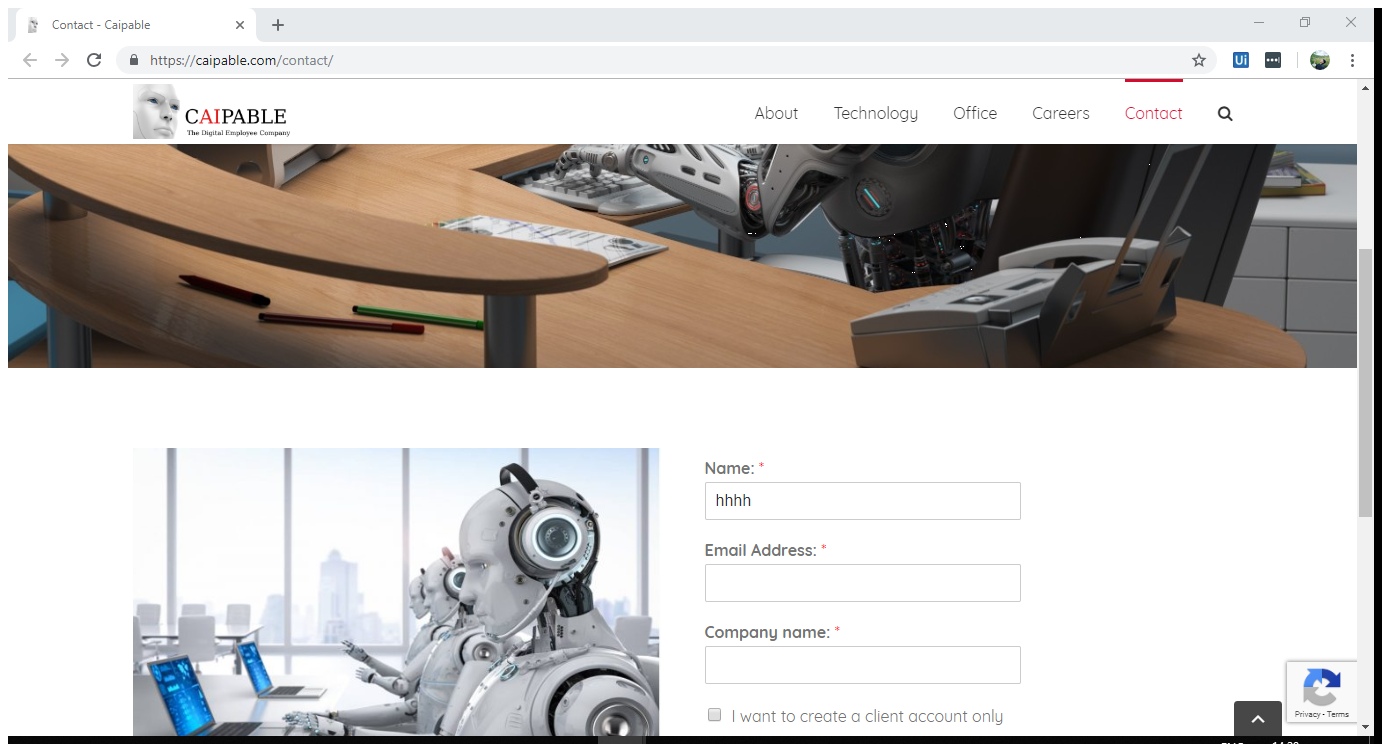 Contact - Caipable
https://caipable.com/contact/
Ui
CAIPABLE
The Digital Employee Company
About
Technology
Office
Careers
Contact
Name: *
hhhh
Email Address: *
Company name: *
I want to create a client account only
Privacy - Terms